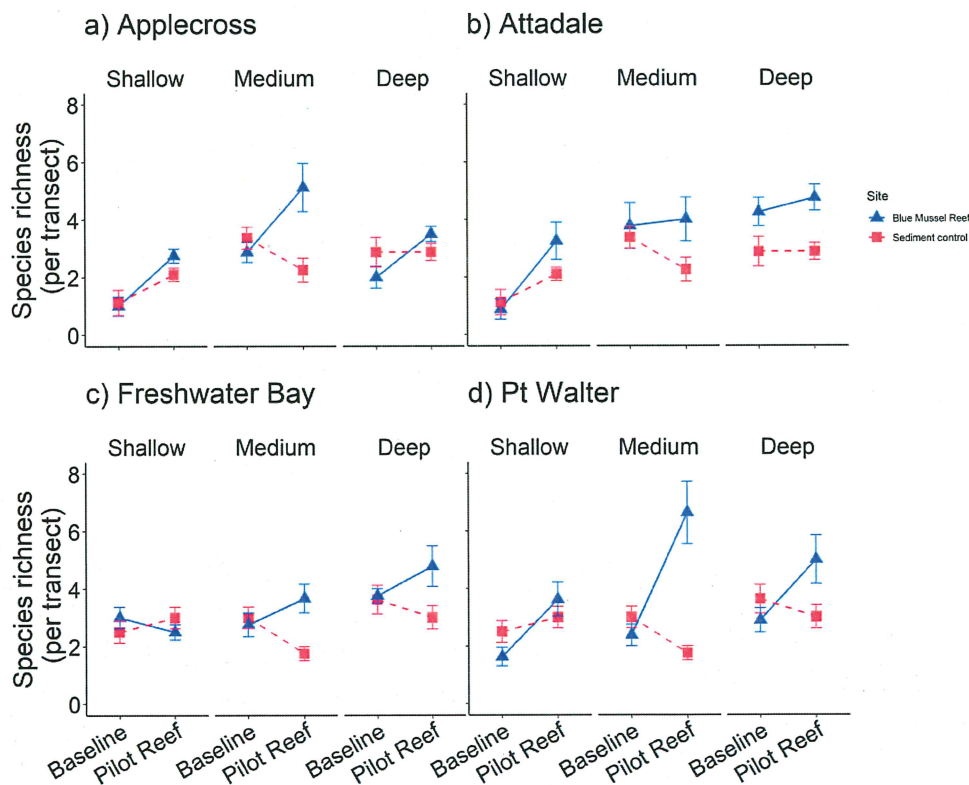 a) Applecross
b) Attadale
Shallow Medium Deep
Shallow Medium Deep
Species richness
(per transect)
8
6
4
2
0
Site
Blue Mussel Reef
Sediment control
c) Freshwater Bay
d) Pt Walter
Shallow Medium Deep
Shallow Medium Deep
Species richness
(per transect)
8
6
4
2
0
Baseline
Pilot Reef
Baseline
Pilot Reef
Baseline
Pilot Reef
Baseline
Pilot Reef
Baseline
Pilot Reef
Baseline
Pilot Reef